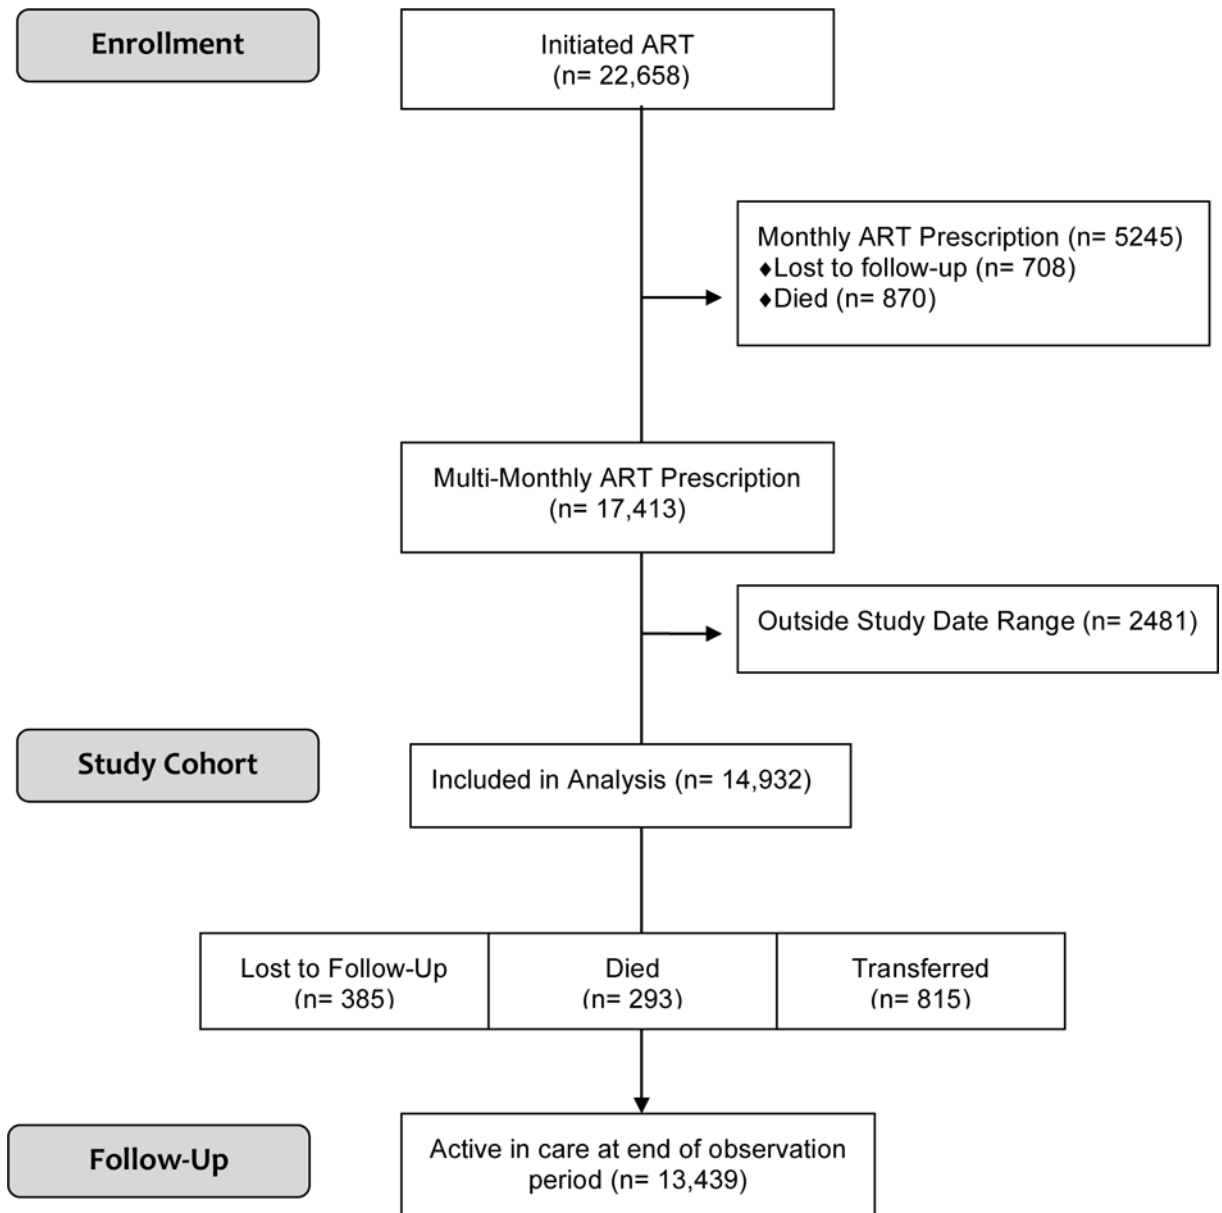 Enrollment
Initiated ART
(n= 22,658)
Monthly ART Prescription (n= 5245)
♦Lost to follow-up (n= 708)
♦Died (n= 870)
Multi-Monthly ART Prescription
(n= 17,413)
Outside Study Date Range (n= 2481)
Study Cohort
Included in Analysis (n= 14,932)
Lost to Follow-Up
(n= 385)
Died
(n= 293)
Transferred
(n= 815)
Follow-Up
Active in care at end of observation
period (n= 13,439)